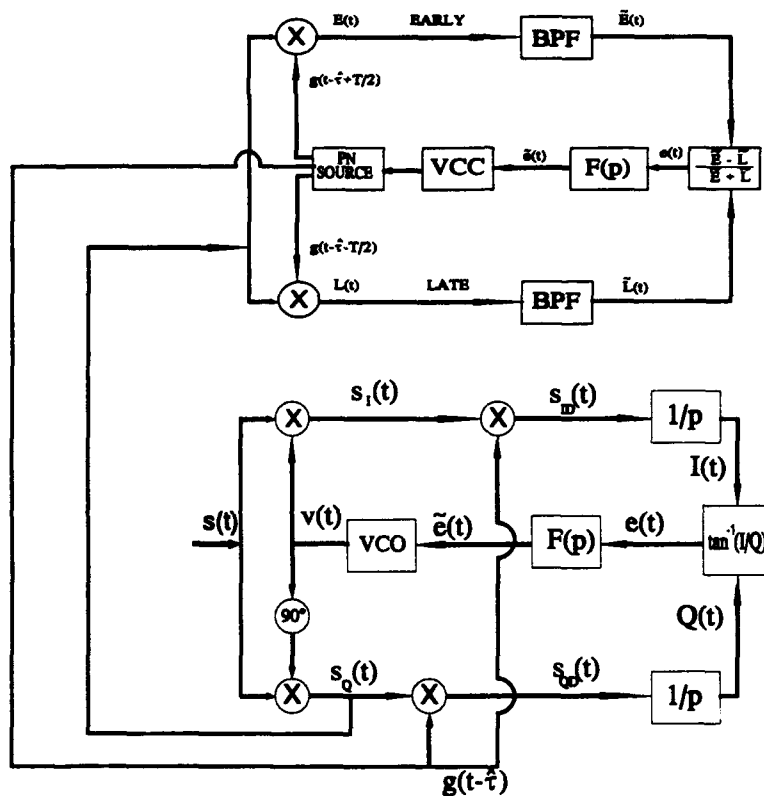 E(t) EARLY Ẽ(t)
X BPF
g(t-τ̂+T/2)
PN SOURCE VCC ẽ(t) F(p) e(t) Ẽ - L̃
Ẽ + L̃
g(t-τ̂-T/2)
L(t) LATE L̃(t)
X BPF
s_I(t) s_ID(t)
X X 1/p
I(t)
s(t) v(t) VCO ẽ(t) F(p) e(t) tan⁻¹(I/Q)
90°
Q(t)
s_Q(t) s_QD(t)
X X 1/p
g(t-τ̂)